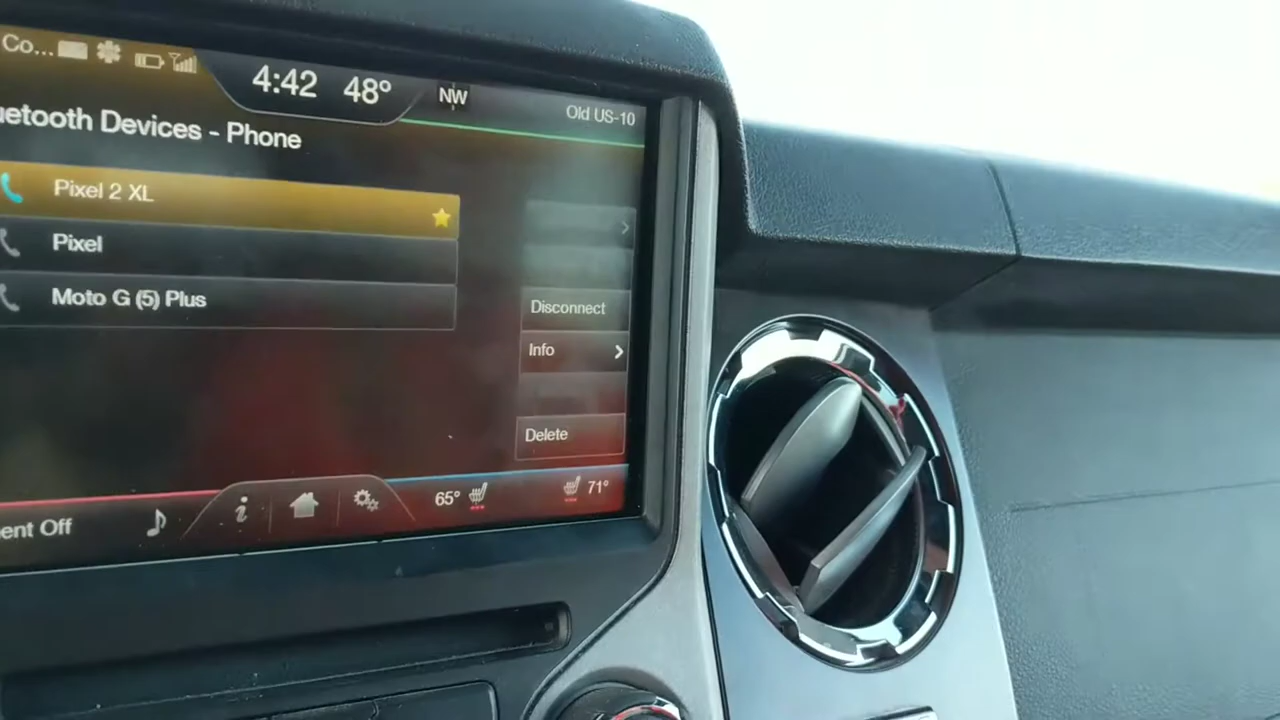 Co...
4:42 48° NW
Old US-10
uetooth Devices - Phone
Pixel 2 XL
Pixel
Moto G (5) Plus
Disconnect
Info
Delete
65° 71°
ent Off